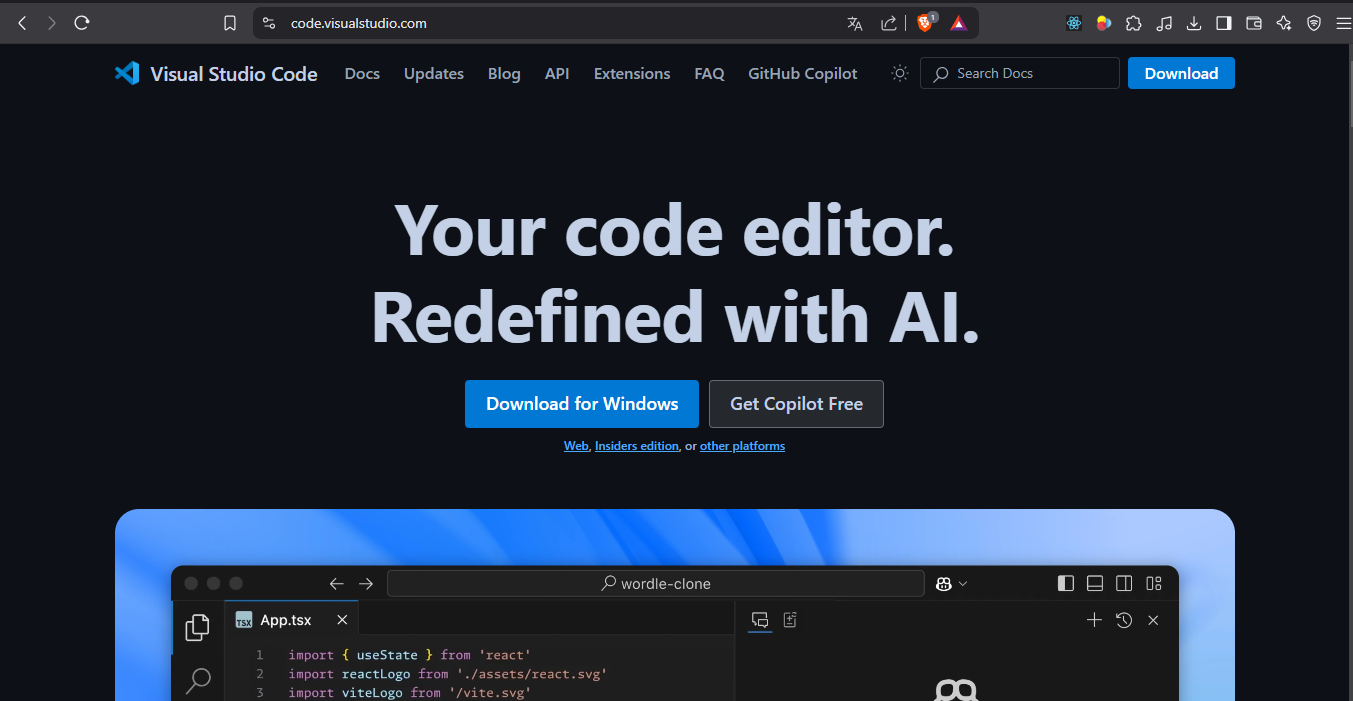 code.visualstudio.com
1
Visual Studio Code Docs Updates Blog API Extensions FAQ GitHub Copilot Search Docs Download
Your code editor.
Redefined with AI.
Download for Windows Get Copilot Free
Web, Insiders edition, or other platforms
wordle-clone
TSX App.tsx
1 import { useState } from 'react'
2 import reactLogo from './assets/react.svg'
3 import viteLogo from '/vite.svg'